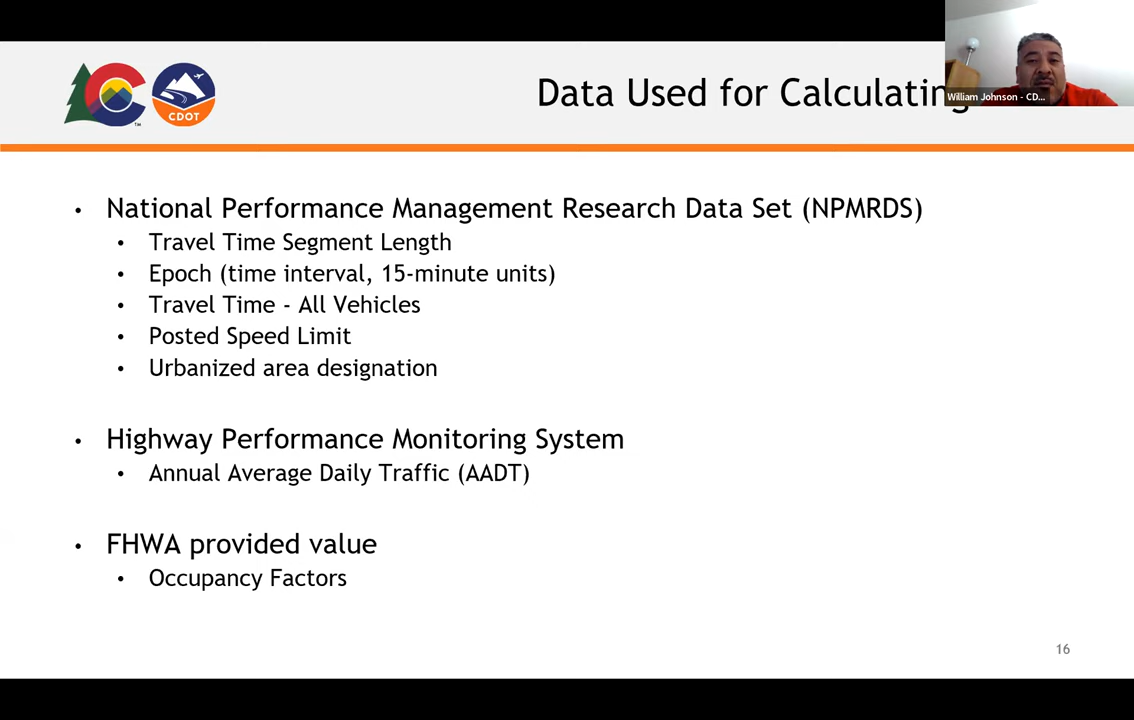 Data Used for Calculating
William Johnson - CD...
CDOT
National Performance Management Research Data Set (NPMRDS)
Travel Time Segment Length
Epoch (time interval, 15-minute units)
Travel Time - All Vehicles
Posted Speed Limit
Urbanized area designation
Highway Performance Monitoring System
Annual Average Daily Traffic (AADT)
FHWA provided value
Occupancy Factors
16